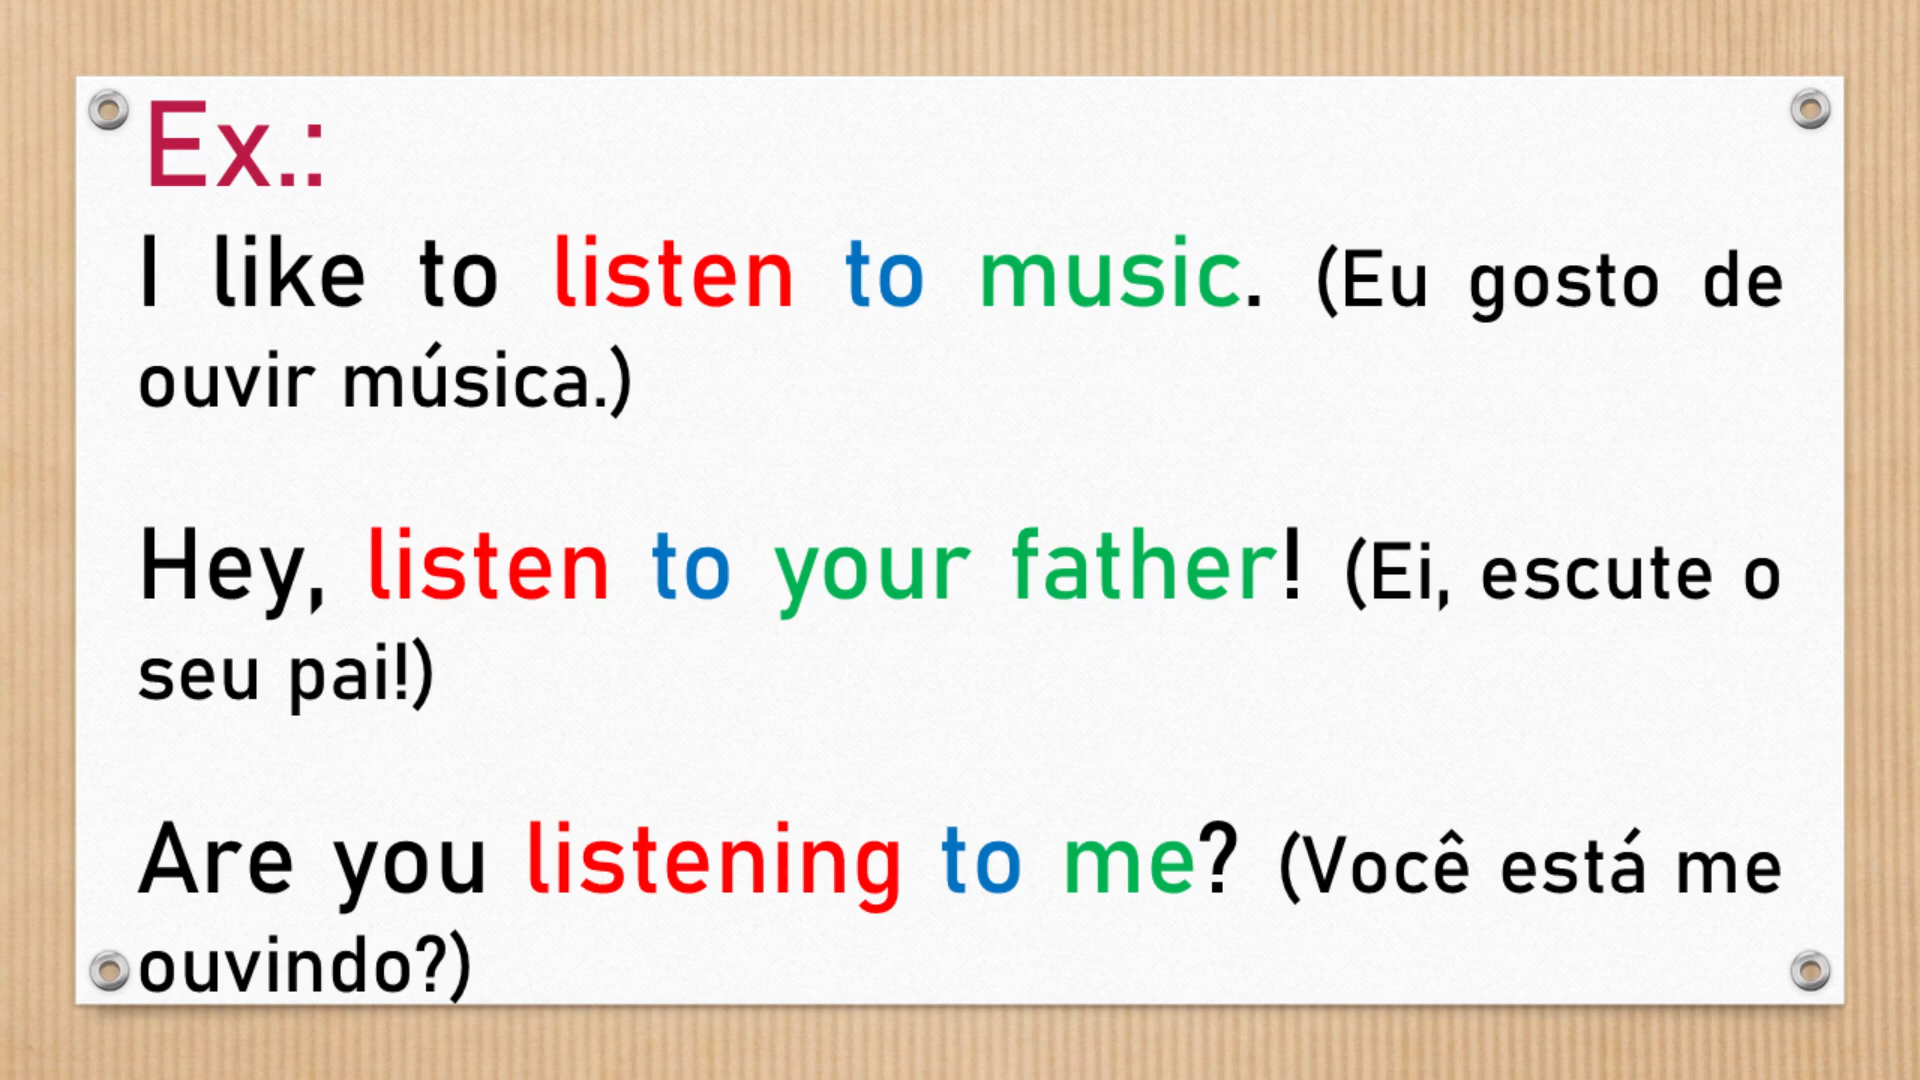 Ex.:
I like to listen to music. (Eu gosto de
ouvir música.)
Hey, listen to your father! (Ei, escute o
seu pai!)
Are you listening to me? (Você está me
ouvindo?)